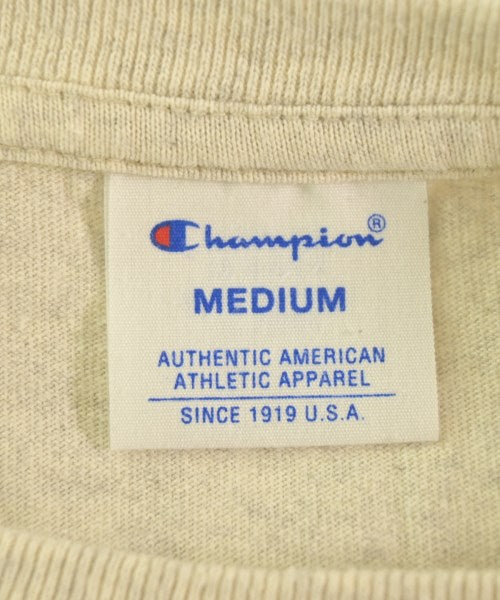 Champion®
MEDIUM
AUTHENTIC AMERICAN
ATHLETIC APPAREL
SINCE 1919 U.S.A.